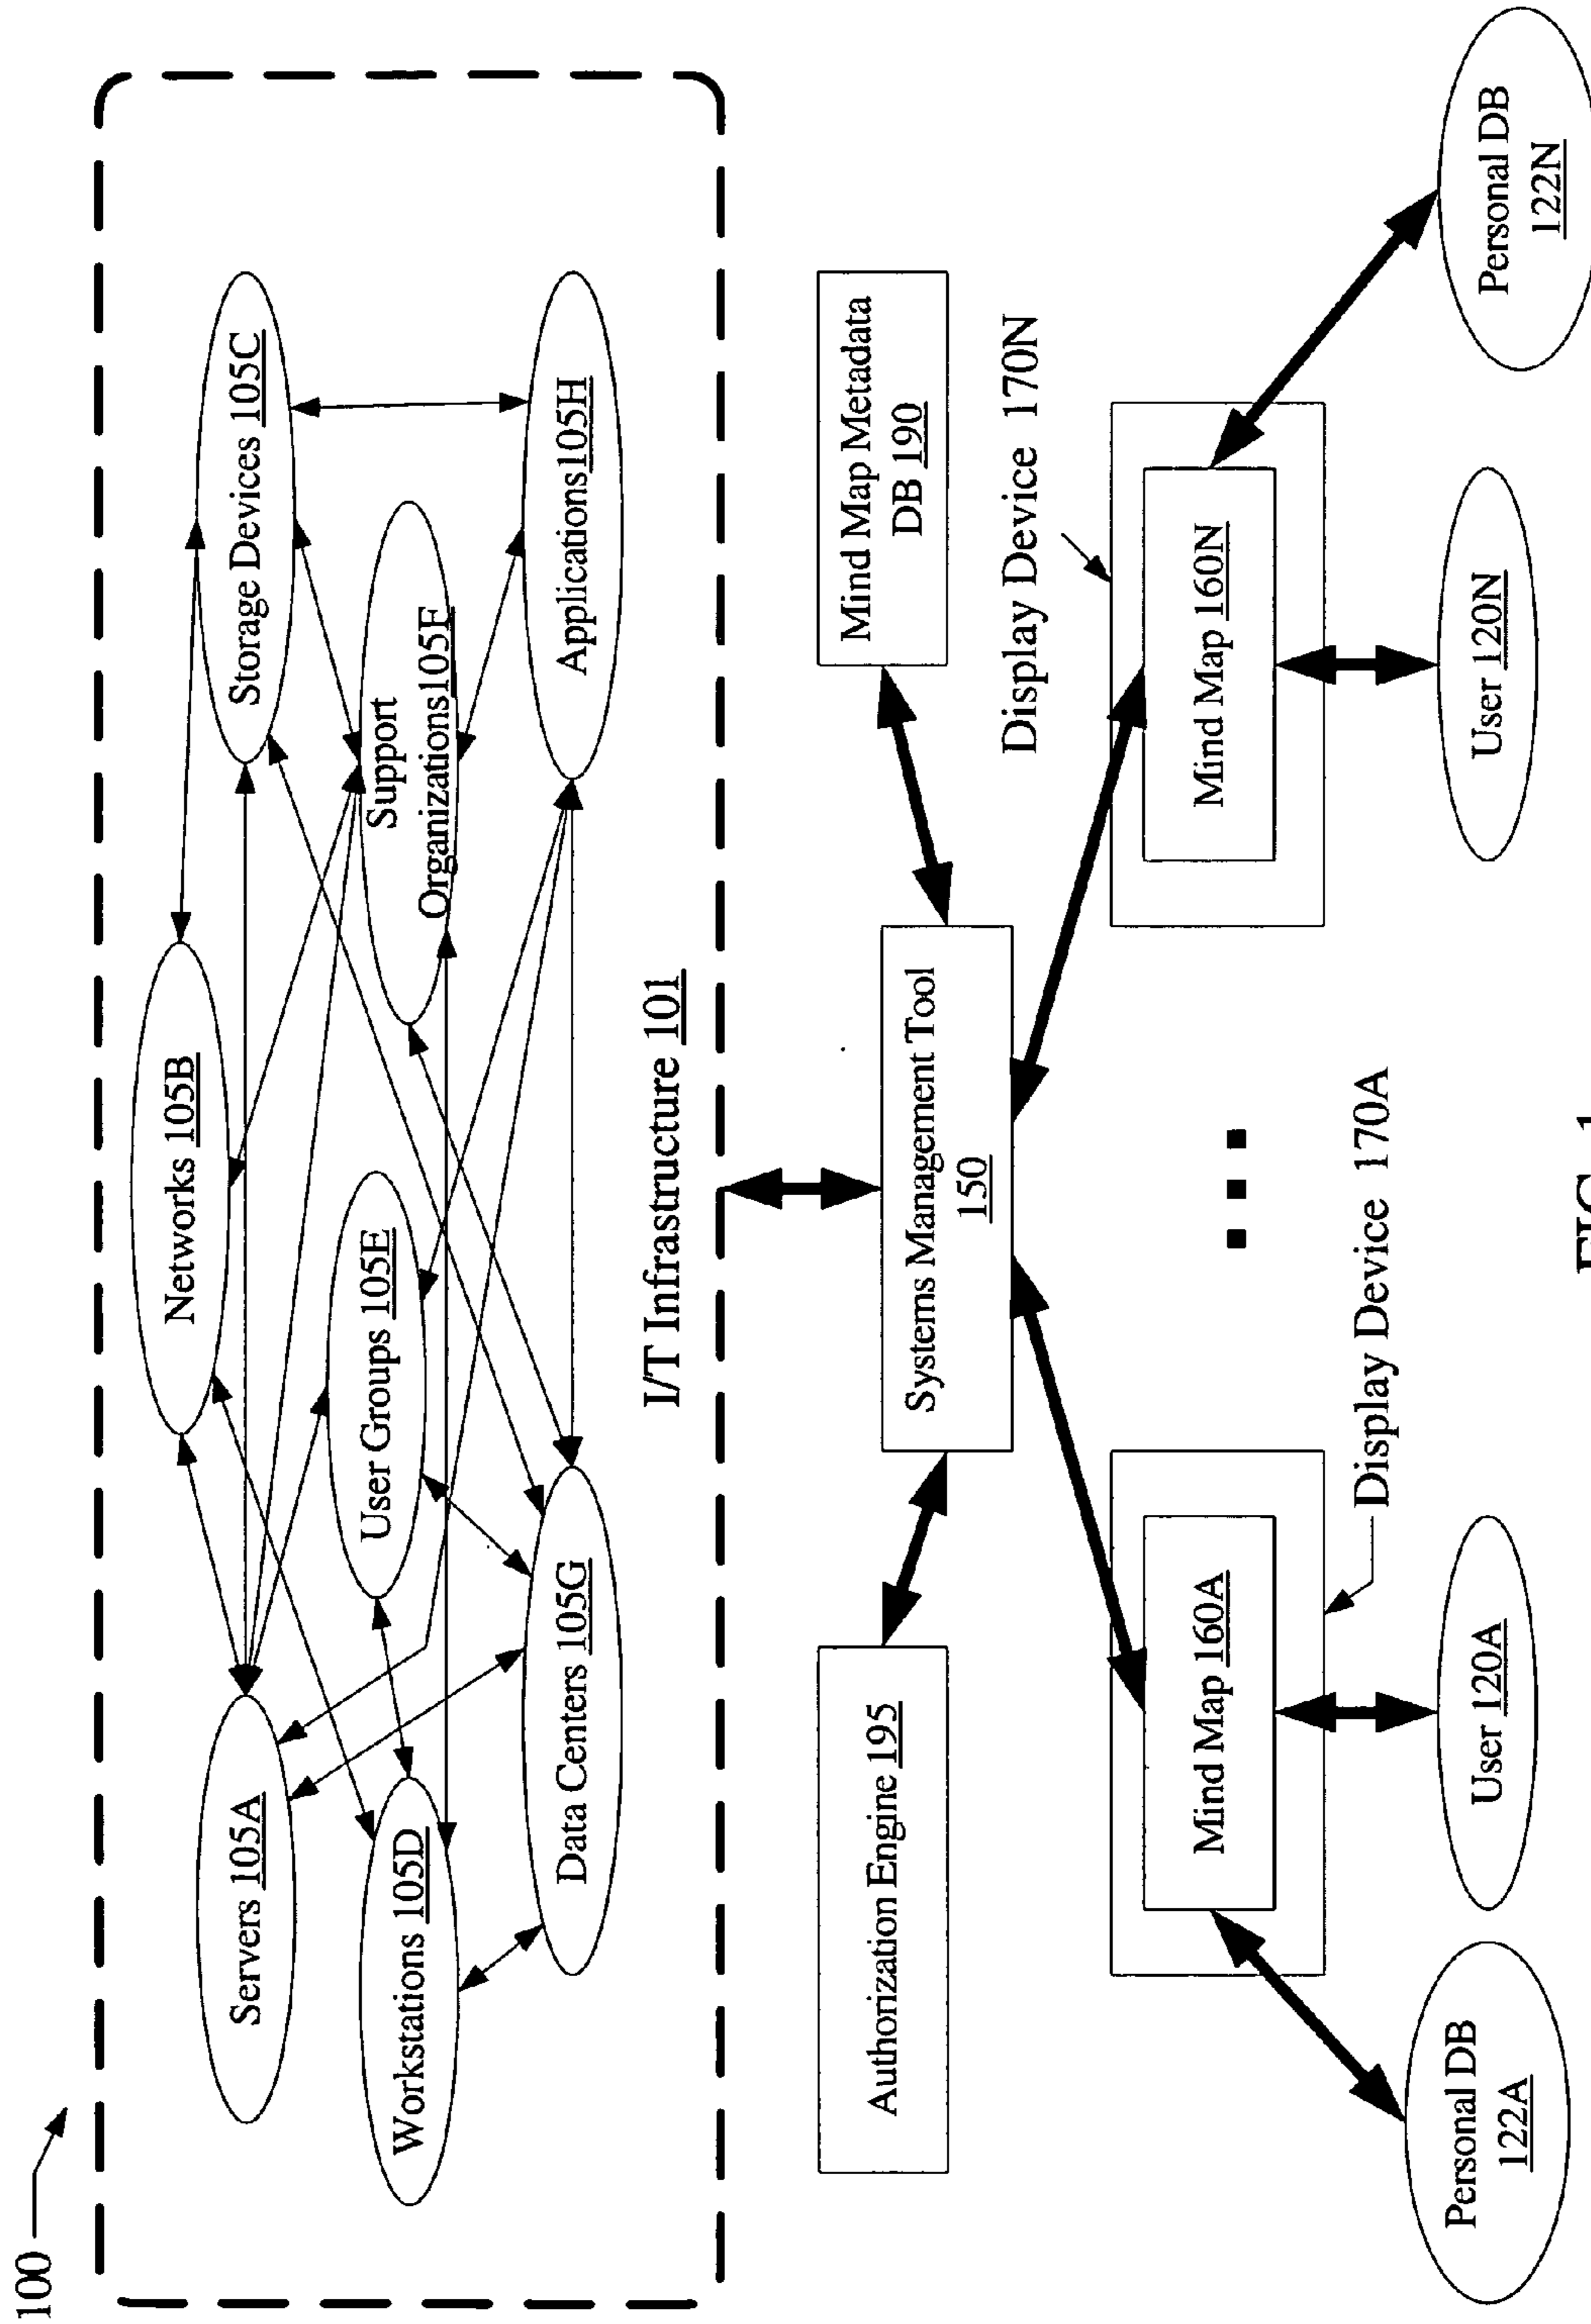 100
Networks 105B
Servers 105A
Storage Devices 105C
User Groups 105E
Workstations 105D
Support
Organizations105F
Data Centers 105G
Applications105H
I/T Infrastructure 101
Authorization Engine 195
Mind Map Metadata
DB 190
Systems Management Tool
150
Display Device 170N
Mind Map 160A
Mind Map 160N
Display Device 170A
Personal DB
122A
User 120A
User 120N
Personal DB
122N
FIG. 1